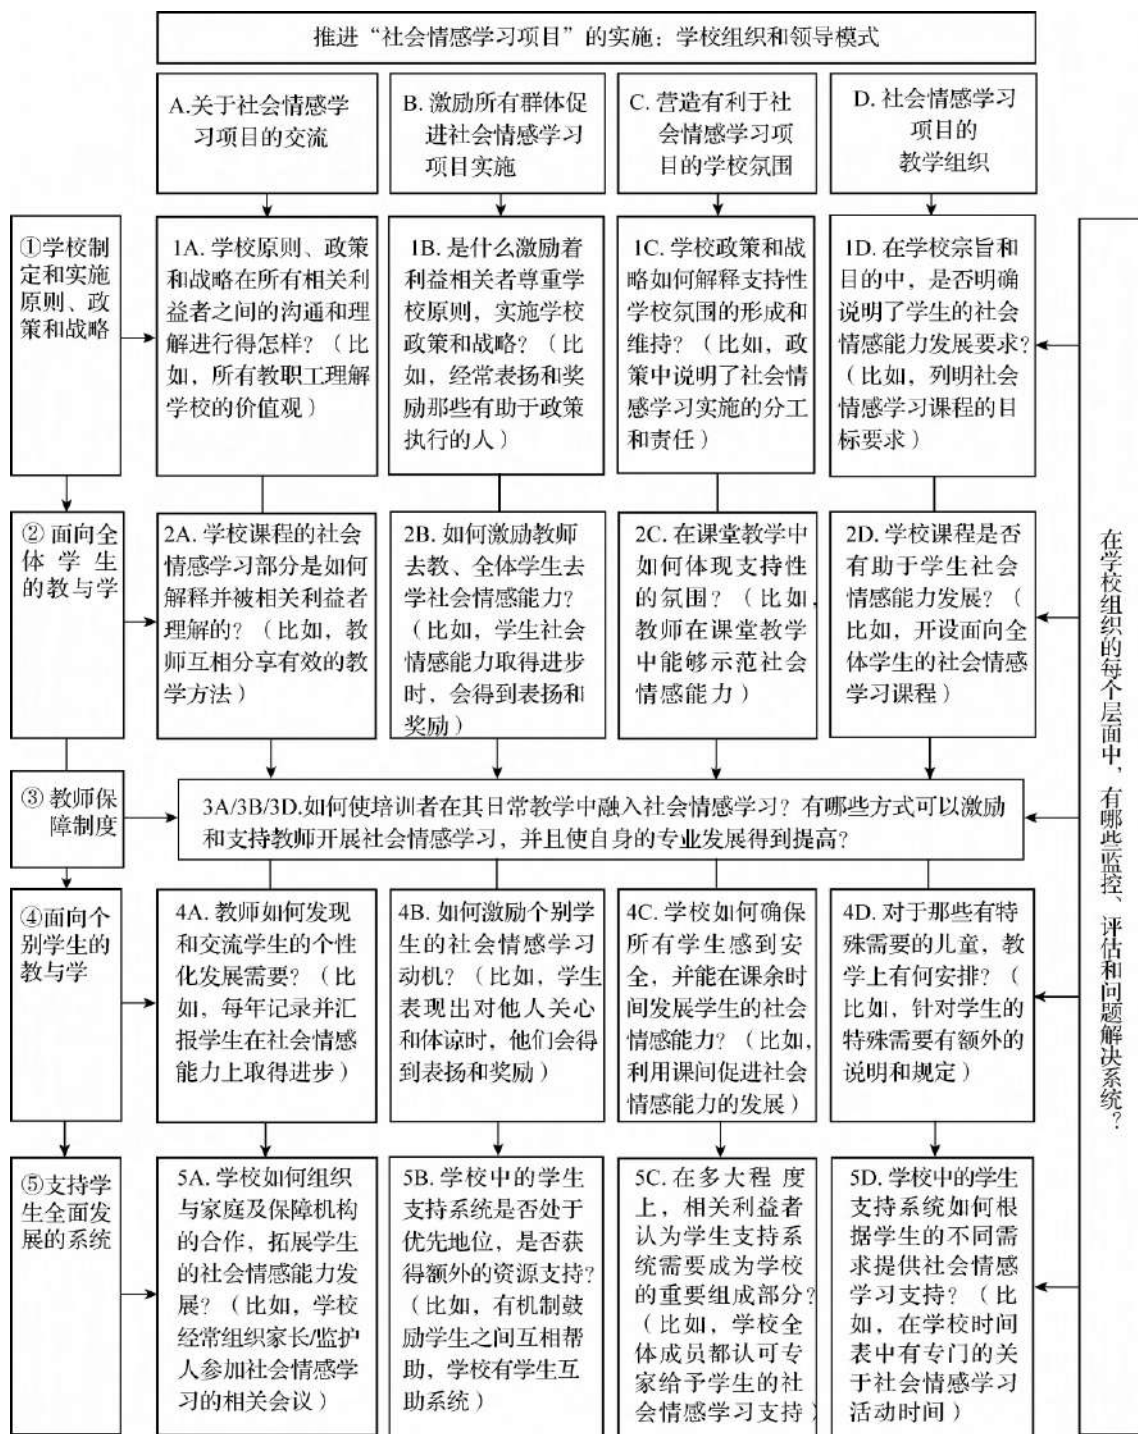 推进“社会情感学习项目”的实施：学校组织和领导模式
A.关于社会情感学
习项目的交流
B. 激励所有群体促
进社会情感学习
项目实施
C. 营造有利于社
会情感学习项
目的学校氛围
D. 社会情感学习
项目的
教学组织
①学校制
定和实施
原则、政
策和战略
1A. 学校原则、政策
和战略在所有相关利
益者之间的沟通和理
解进行得怎样？（比
如，所有教职工理解
学校的价值观）
1B. 是什么激励着
利益相关者尊重学
校原则，实施学校
政策和战略？（比
如，经常表扬和奖
励那些有助于政策
执行的人）
1C. 学校政策和战
略如何解释支持性
学校氛围的形成和
维持？（比如，政
策中说明了社会情
感学习实施的分工
和责任）
1D. 在学校宗旨和
目的中，是否明确
说明了学生的社会
情感能力发展要求？
（比如，列明社会
情感学习课程的目
标要求）
② 面向全
体学生
的教与学
2A. 学校课程的社会
情感学习部分是如何
解释并被相关利益者
理解的？（比如，教
师互相分享有效的教
学方法）
2B. 如何激励教师
去教、全体学生去
学社会情感能力？
（比如，学生社会
情感能力取得进步
时，会得到表扬和
奖励）
2C. 在课堂教学中
如何体现支持性
的氛围？（比如，
教师在课堂教学
中能够示范社会
情感能力）
2D. 学校课程是否
有助于学生社会
情感能力发展？（
比如，开设面向全
体学生的社会情感
学习课程）
③ 教师保
障制度
3A/3B/3D.如何使培训者在其日常教学中融入社会情感学习？有哪些方式可以激励
和支持教师开展社会情感学习，并且使自身的专业发展得到提高？
④面向个
别学生的
教与学
4A. 教师如何发现
和交流学生的个性
化发展需要？（比
如，每年记录并汇
报学生在社会情感
能力上取得进步）
4B. 如何激励个别学
生的社会情感学习
动机？（比如，学生
表现出对他人关心
和体谅时，他们会得
到表扬和奖励）
4C. 学校如何确保
所有学生感到安
全，并能在课余时
间发展学生的社会
情感能力？（比如，
利用课间促进社会
情感能力的发展）
4D. 对于那些有特
殊需要的儿童，教
学上有何安排？（
比如，针对学生的
特殊需要有额外的
说明和规定）
⑤支持学
生全面发
展的系统
5A. 学校如何组织
与家庭及保障机构
的合作，拓展学生
的社会情感能力发
展？（比如，学校
经常组织家长/监护
人参加社会情感学
习的相关会议）
5B. 学校中的学生
支持系统是否处于
优先地位，是否获
得额外的资源支持？
（比如，有机制鼓
励学生之间互相帮
助，学校有学生互
助系统）
5C. 在多大程 度
上，相关利益者
认为学生支持系
统需要成为学校
的重要组成部分？
（比如，学校全
体成员都认可专
家给予学生的社
会情感学习支持）
5D. 学校中的学生
支持系统如何根
据学生的不同需
求提供社会情感
学习支持？（比
如，在学校时间
表中有专门的关
于社会情感学习
活动时间）
在学校组织的每个层面中，有哪些监控、评估和问题解决系统？